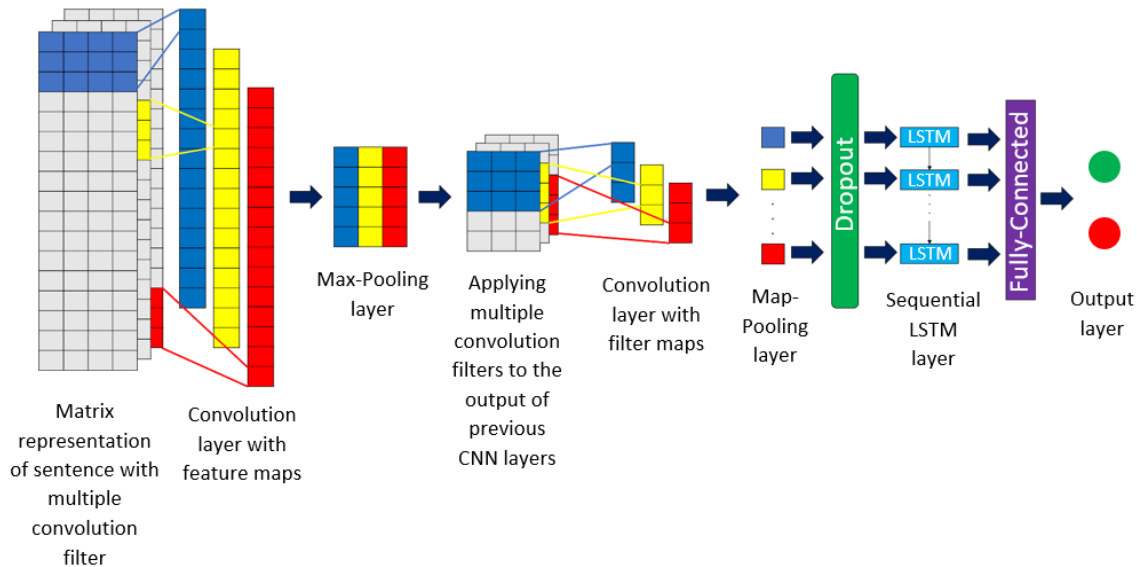 Matrix
representation
of sentence with
multiple
convolution
filter
Convolution
layer with
feature maps
Max-Pooling
layer
Applying
multiple
convolution
filters to the
output of
previous
CNN layers
Convolution
layer with
filter maps
Map-
Pooling
layer
Dropout
LSTM
LSTM
LSTM
Sequential
LSTM
layer
Fully-Connected
Output
layer